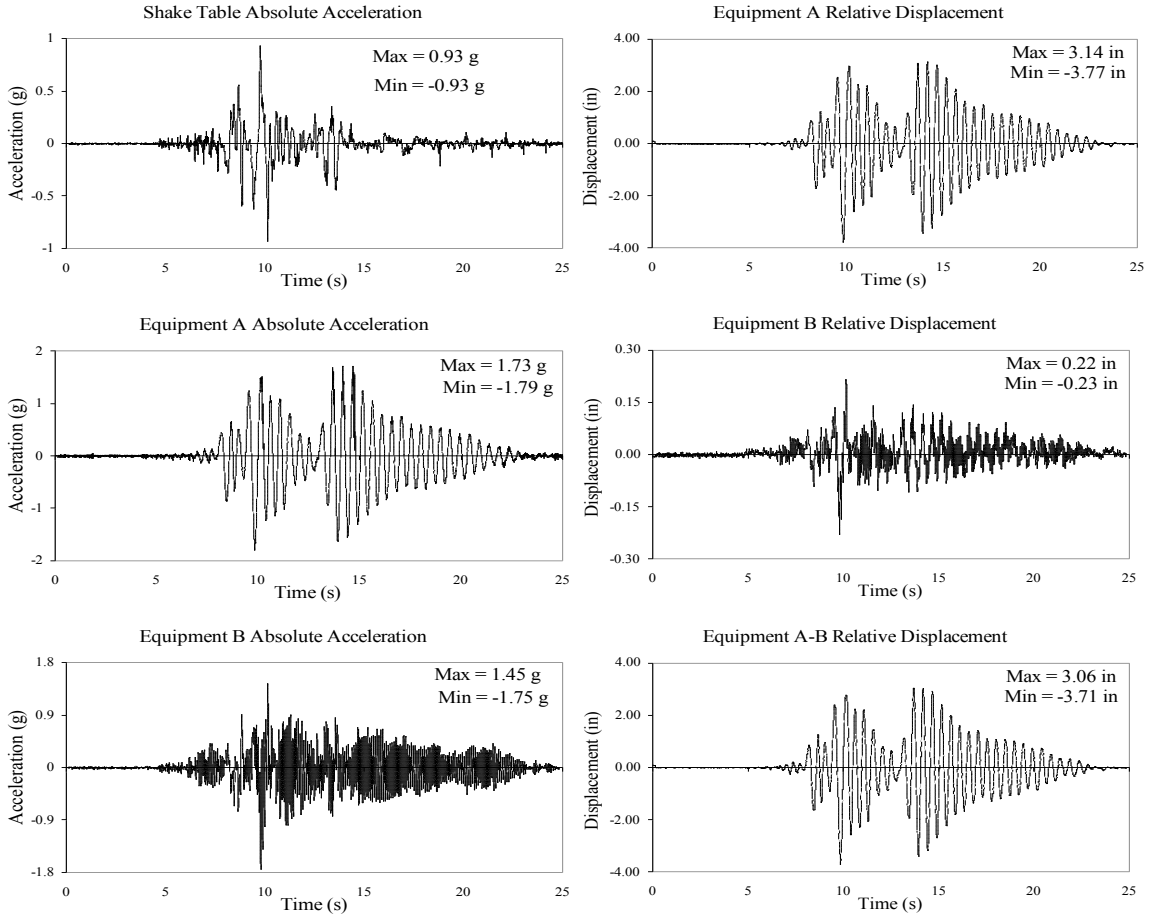 Shake Table Absolute Acceleration
Max = 0.93 g
Min = -0.93 g
Acceleration (g)
1
0.5
0
-0.5
-1
0 5 10 15 20 25
Time (s)
Equipment A Relative Displacement
Max = 3.14 in
Min = -3.77 in
Displacement (in)
4.00
2.00
0.00
-2.00
-4.00
0 5 10 15 20 25
Time (s)
Equipment A Absolute Acceleration
Max = 1.73 g
Min = -1.79 g
Acceleration (g)
2
1
0
-1
-2
0 5 10 15 20 25
Time (s)
Equipment B Relative Displacement
Max = 0.22 in
Min = -0.23 in
Displacement (in)
0.30
0.15
0.00
-0.15
-0.30
0 5 10 15 20 25
Time (s)
Equipment B Absolute Acceleration
Max = 1.45 g
Min = -1.75 g
Acceleration (g)
1.8
0.9
0
-0.9
-1.8
0 5 10 15 20 25
Time (s)
Equipment A-B Relative Displacement
Max = 3.06 in
Min = -3.71 in
Displacement (in)
4.00
2.00
0.00
-2.00
-4.00
0 5 10 15 20 25
Time (s)